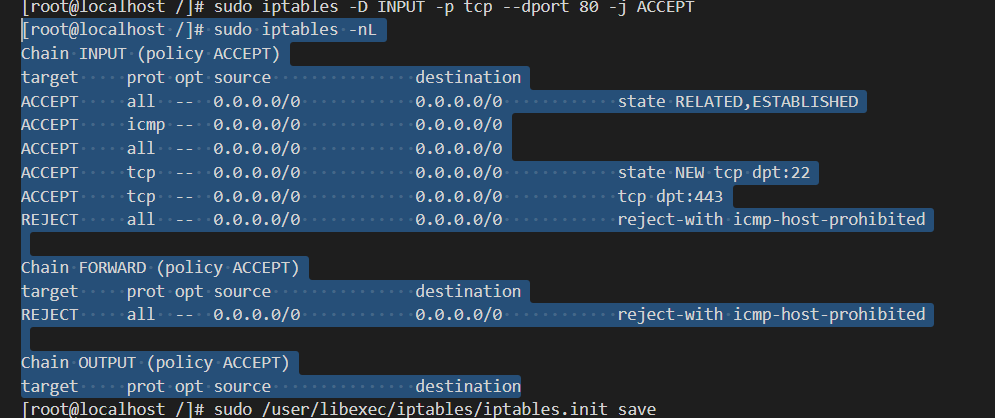 [root@localhost /]# sudo iptables -D INPUT -p tcp --dport 80 -j ACCEPT
[root@localhost /]# sudo iptables -nL
Chain INPUT (policy ACCEPT)
target     prot opt source               destination
ACCEPT     all  --  0.0.0.0/0            0.0.0.0/0            state RELATED,ESTABLISHED
ACCEPT     icmp --  0.0.0.0/0            0.0.0.0/0
ACCEPT     all  --  0.0.0.0/0            0.0.0.0/0
ACCEPT     tcp  --  0.0.0.0/0            0.0.0.0/0            state NEW tcp dpt:22
ACCEPT     tcp  --  0.0.0.0/0            0.0.0.0/0            tcp dpt:443
REJECT     all  --  0.0.0.0/0            0.0.0.0/0            reject-with icmp-host-prohibited
Chain FORWARD (policy ACCEPT)
target     prot opt source               destination
REJECT     all  --  0.0.0.0/0            0.0.0.0/0            reject-with icmp-host-prohibited
Chain OUTPUT (policy ACCEPT)
target     prot opt source               destination
[root@localhost /]# sudo /user/libexec/iptables/iptables.init save